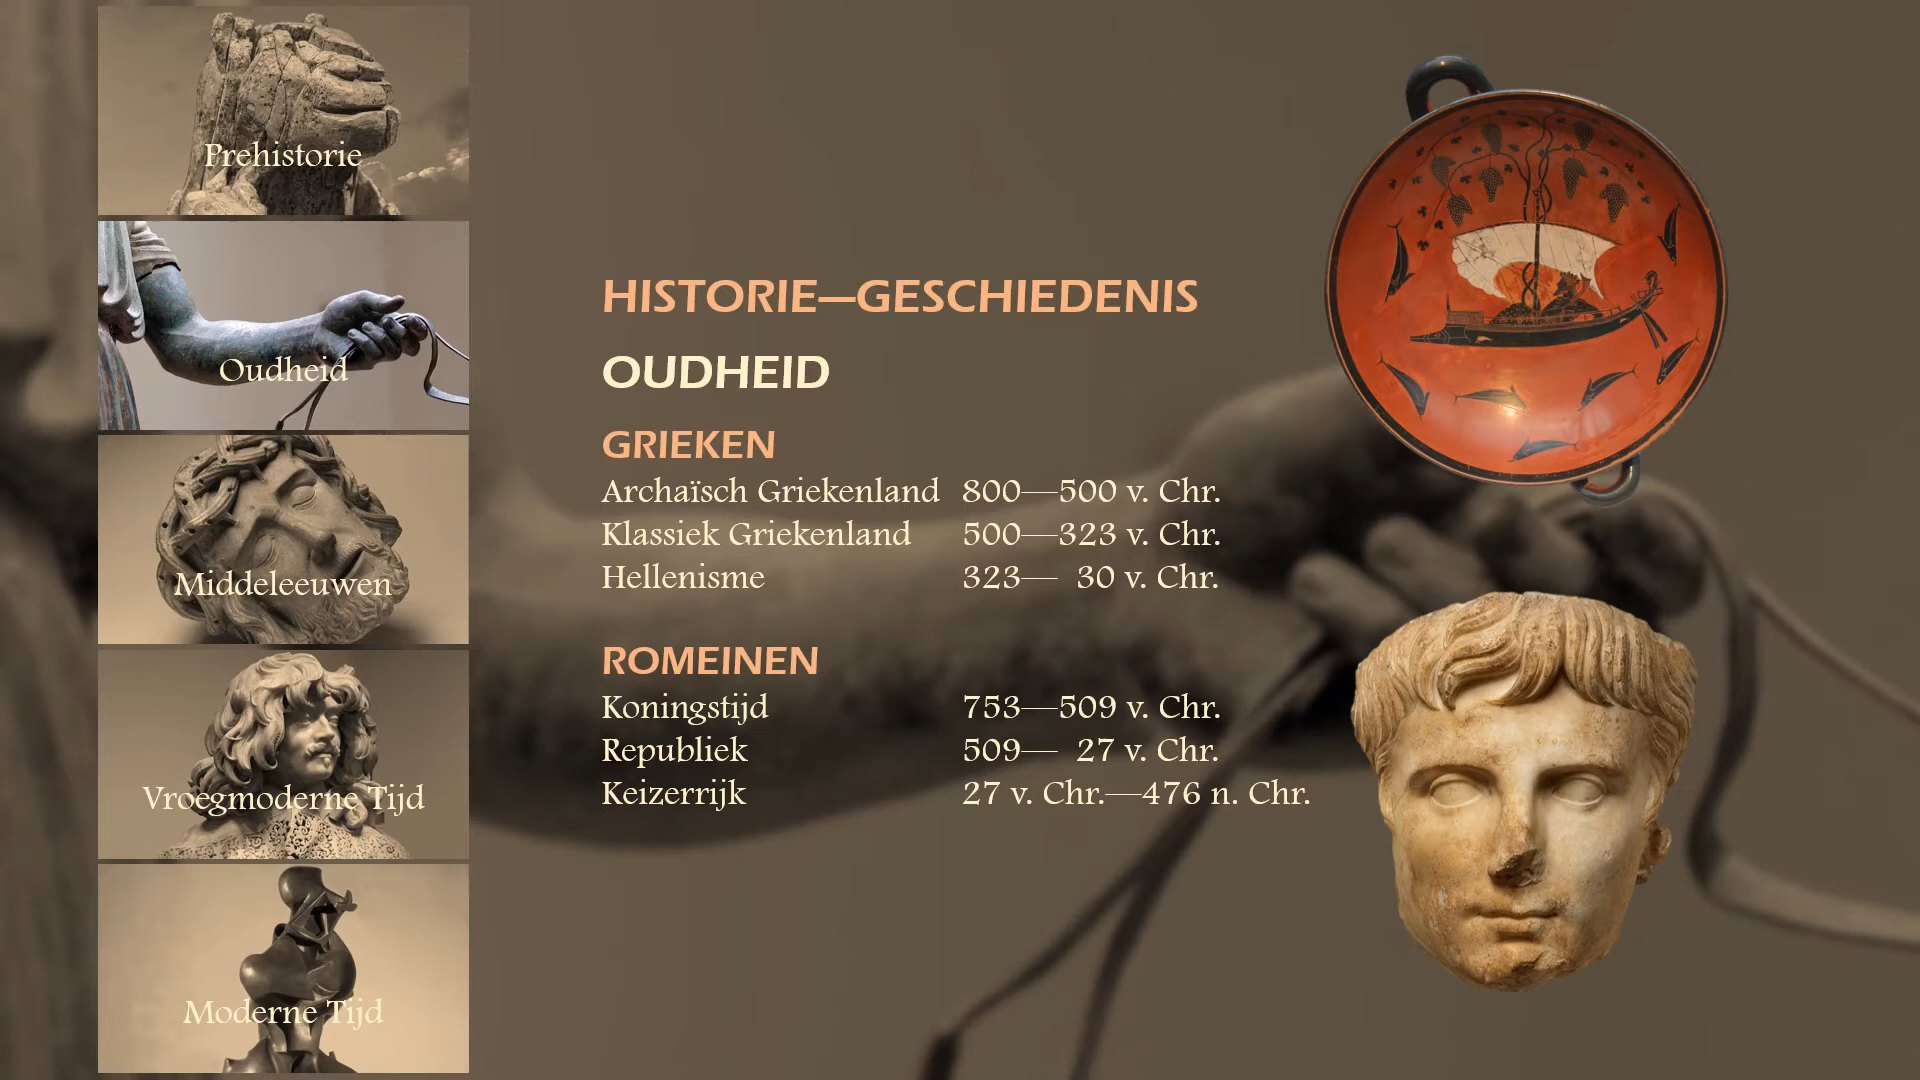 Prehistorie
Oudheid
Middeleeuwen
Vroegmoderne Tijd
Moderne Tijd
HISTORIE—GESCHIEDENIS
OUDHEID
GRIEKEN
Archaïsch Griekenland 800—500 v. Chr.
Klassiek Griekenland 500—323 v. Chr.
Hellenisme 323— 30 v. Chr.
ROMEINEN
Koningstijd 753—509 v. Chr.
Republiek 509— 27 v. Chr.
Keizerrijk 27 v. Chr.—476 n. Chr.